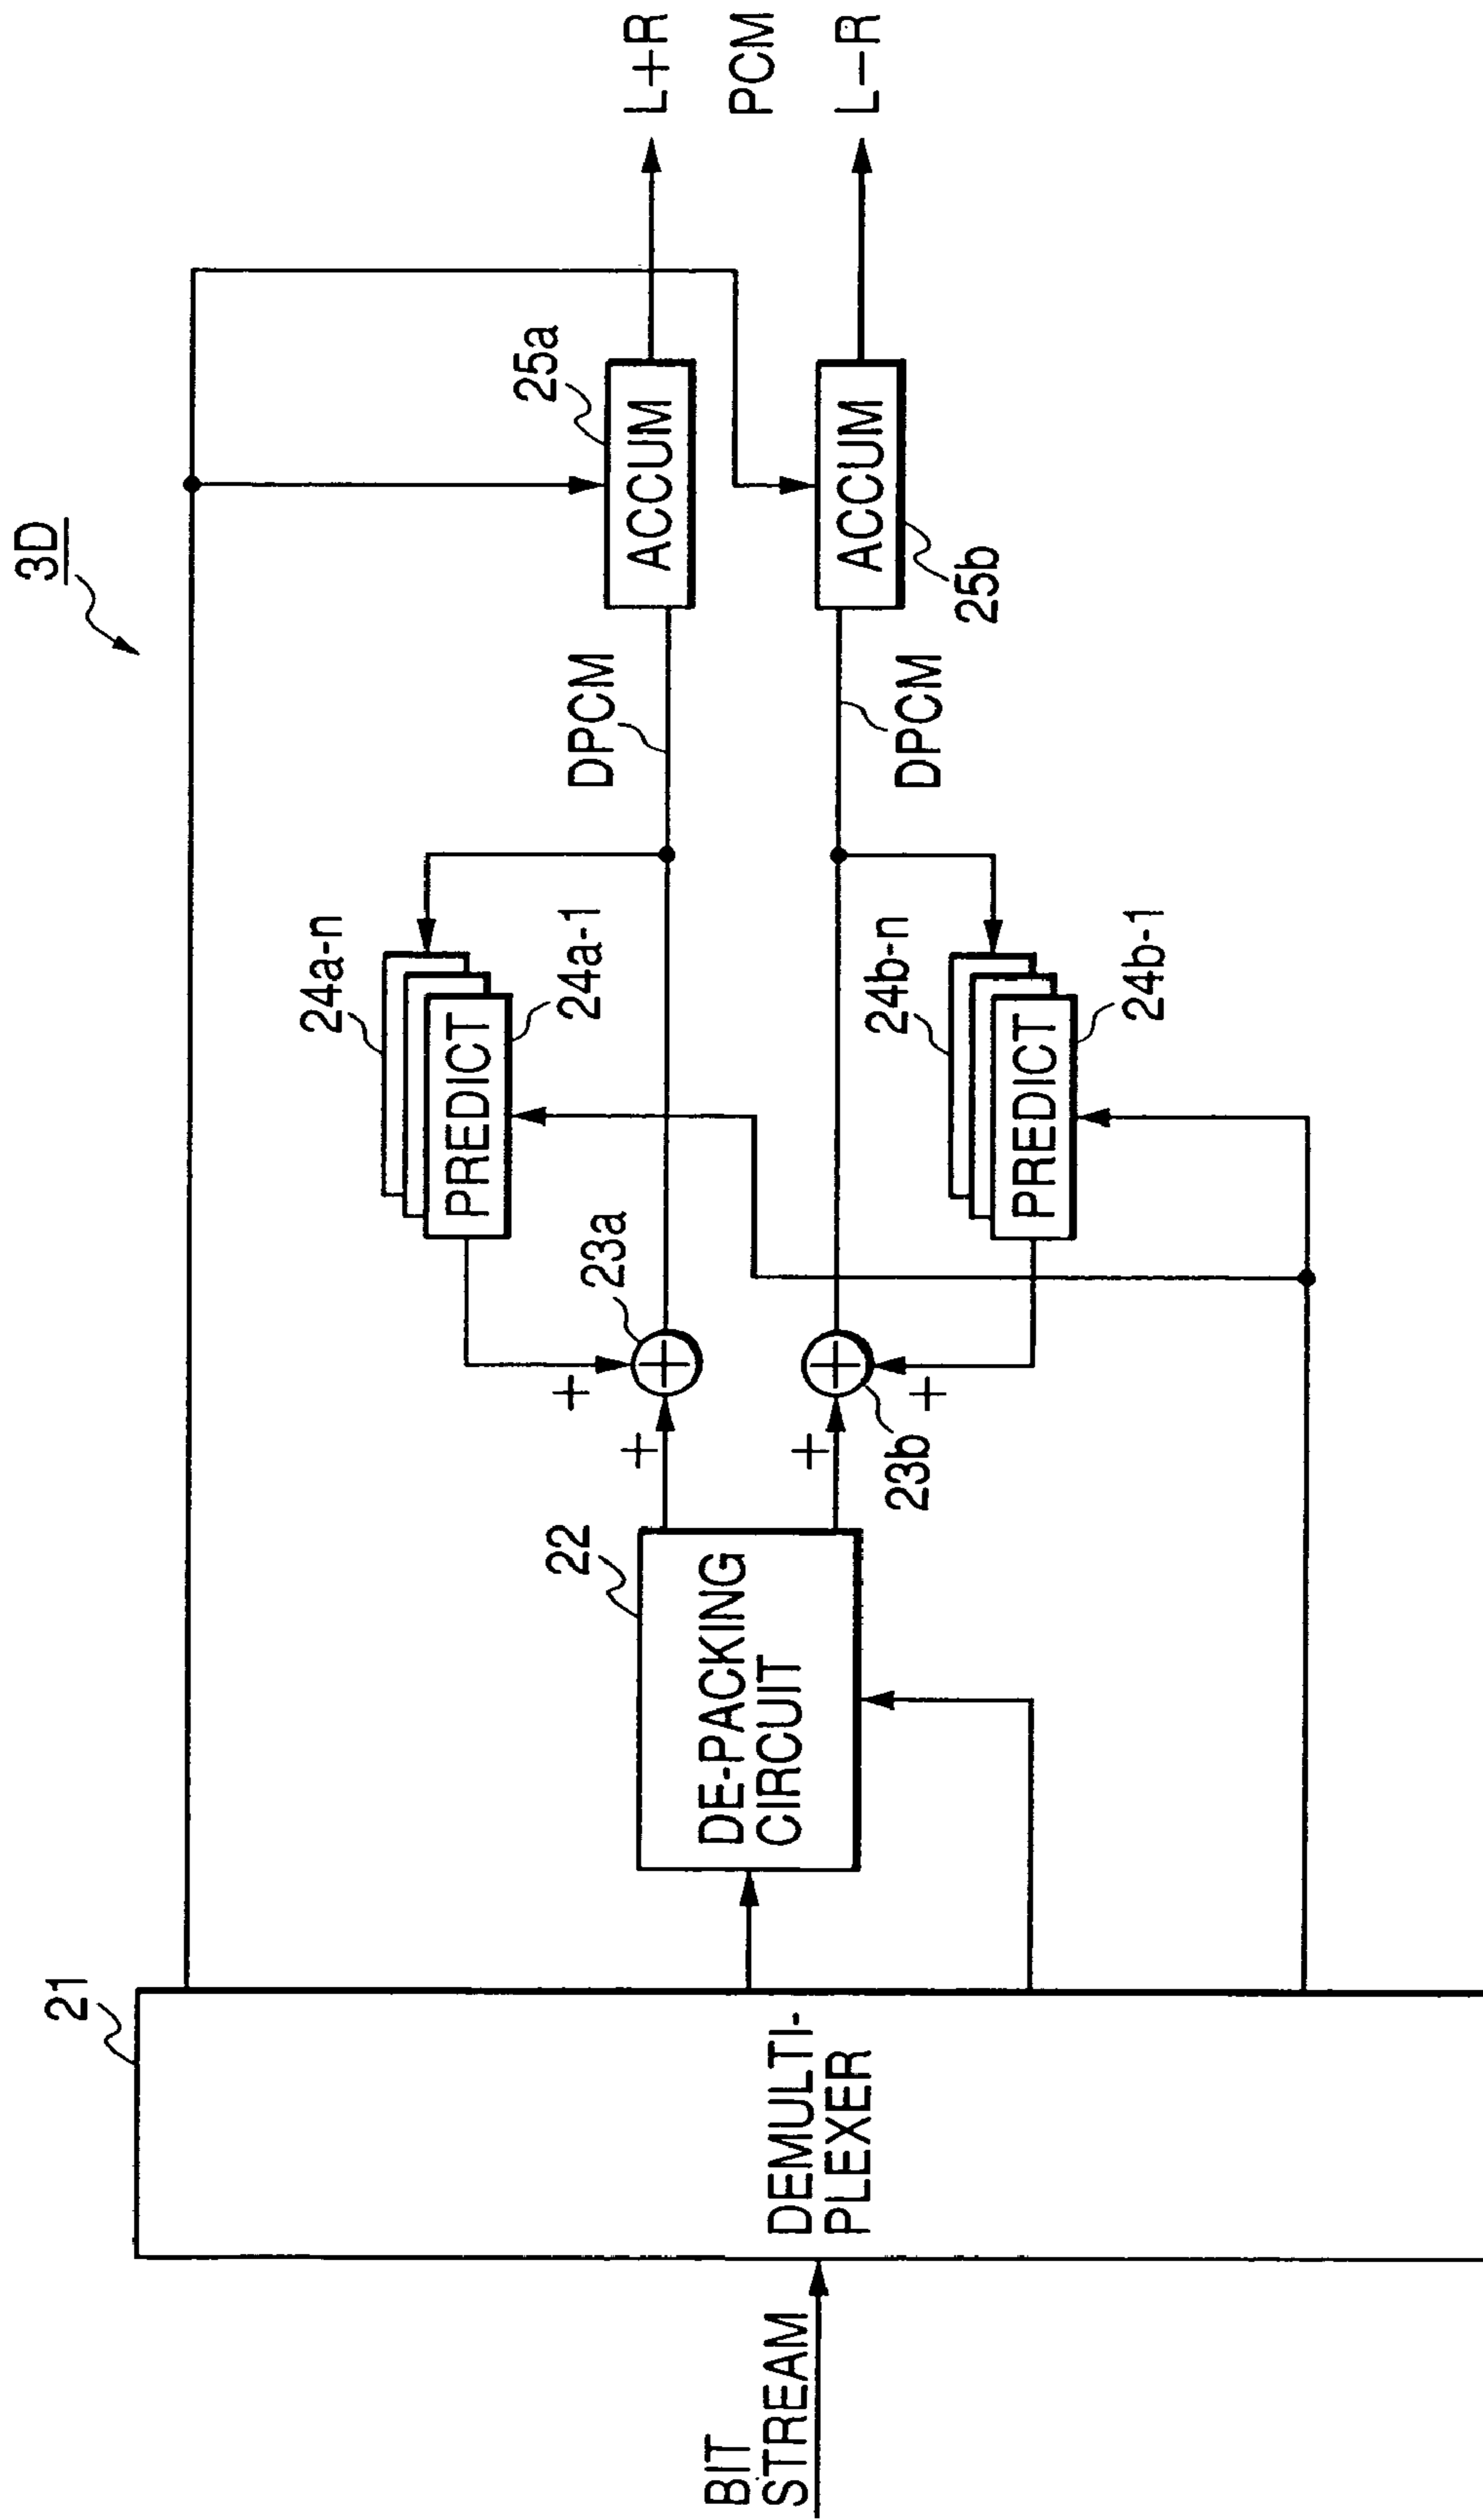 3D
21
BIT
STREAM
DEMULTI-
PLEXER
22
DE-PACKING
CIRCUIT
+
+
23a
+
+
23b
24a-n
PREDICT
24a-1
24b-n
PREDICT
24b-1
DPCM
DPCM
25a
ACCUM
ACCUM
25b
L+R
PCM
L-R